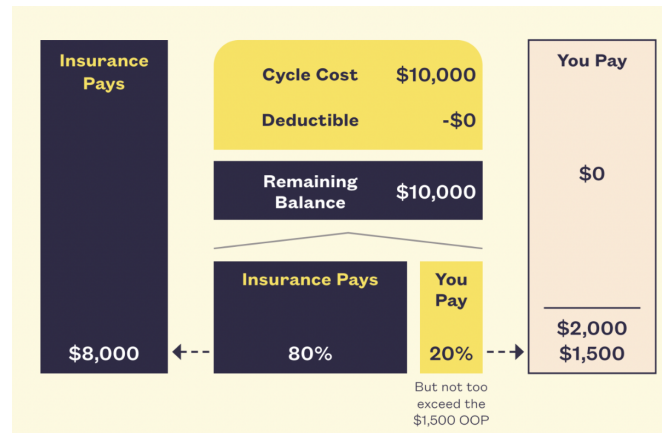 Insurance
Pays
$8,000
Cycle Cost $10,000
Deductible -$0
Remaining
Balance $10,000
Insurance Pays
80%
You
Pay
20%
But not too
exceed the
$1,500 OOP
You Pay
$0
$2,000
$1,500